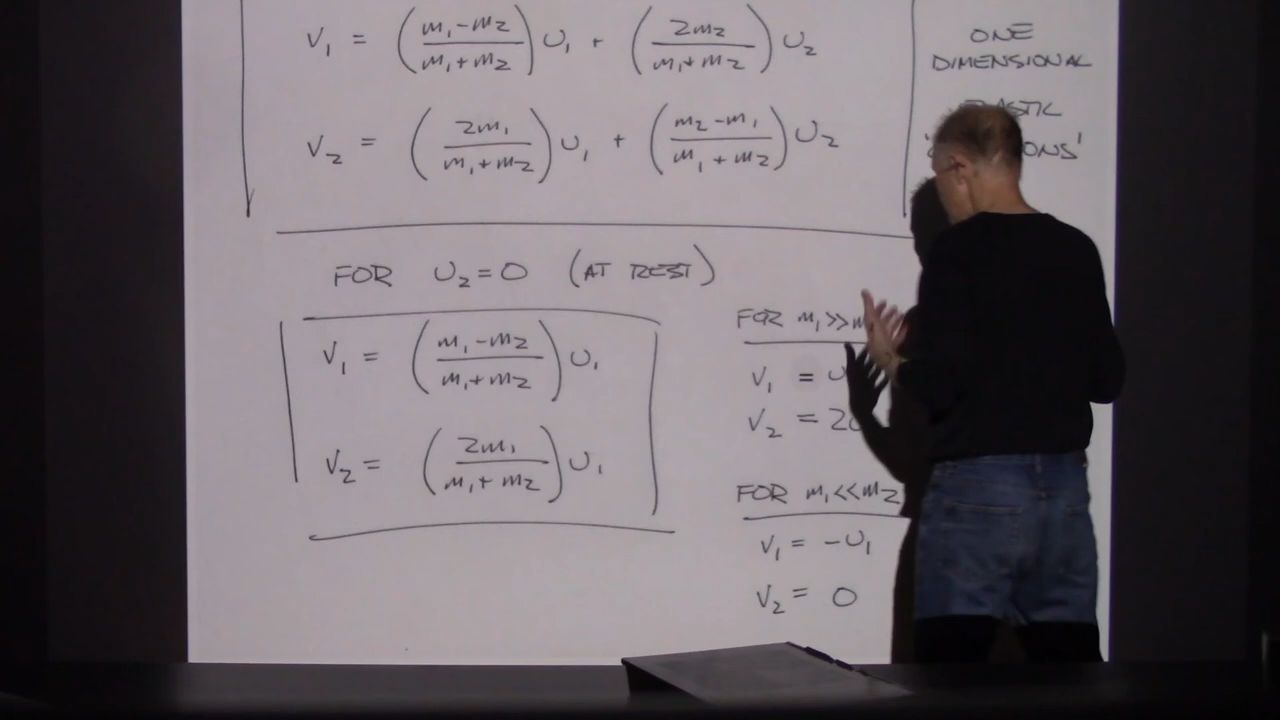 V₁ = ((m₁-m₂)/(m₁+m₂)) U₁ + (2m₂/(m₁+m₂)) U₂
V₂ = (2m₁/(m₁+m₂)) U₁ + ((m₂-m₁)/(m₁+m₂)) U₂
ONE
DIMENSIONAL
FOR U₂=0 (AT REST)
V₁ = ((m₁-m₂)/(m₁+m₂)) U₁
V₂ = (2m₁/(m₁+m₂)) U₁
FOR m₁>>m
V₁ =
V₂ = 2
FOR m₁<<m₂
V₁ = -U₁
V₂ = 0